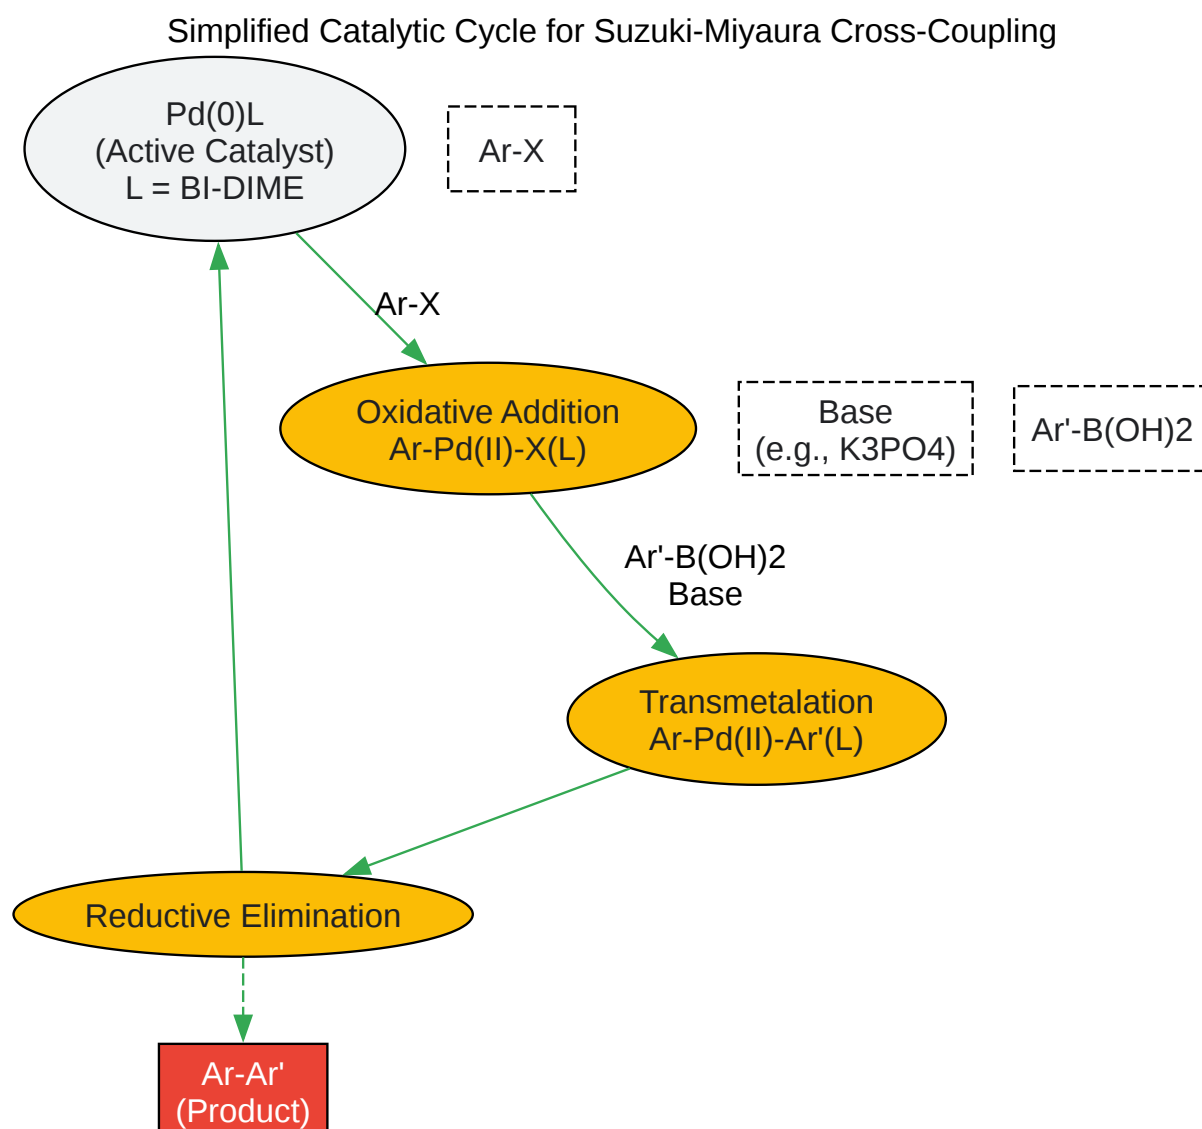 Simplified Catalytic Cycle for Suzuki-Miyaura Cross-Coupling
Pd(0)L
(Active Catalyst)
L = BI-DIME
Ar-X
Ar-X
Oxidative Addition
Ar-Pd(II)-X(L)
Base
(e.g., K3PO4)
Ar'-B(OH)2
Ar'-B(OH)2
Base
Transmetalation
Ar-Pd(II)-Ar'(L)
Reductive Elimination
Ar-Ar'
(Product)